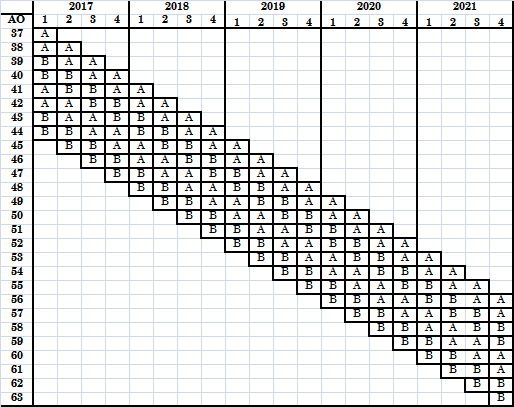 2017 2018 2019 2020 2021
AO 1 2 3 4 1 2 3 4 1 2 3 4 1 2 3 4 1 2 3 4
37 A
38 A A
39 B A A
40 B B A A
41 A B B A A
42 A A B B A A
43 B A A B B A A
44 B B A A B B A A
45 B B A A B B A A
46 B B A A B B A A
47 B B A A B B A A
48 B B A A B B A A
49 B B A A B B A A
50 B B A A B B A A
51 B B A A B B A A
52 B B A A B B A A
53 B B A A B B A A
54 B B A A B B A A
55 B B A A B B A A
56 B B A A B B A A
57 B B A A B B A
58 B B A A B B
59 B B A A B
60 B B A A
61 B B A
62 B B
63 B